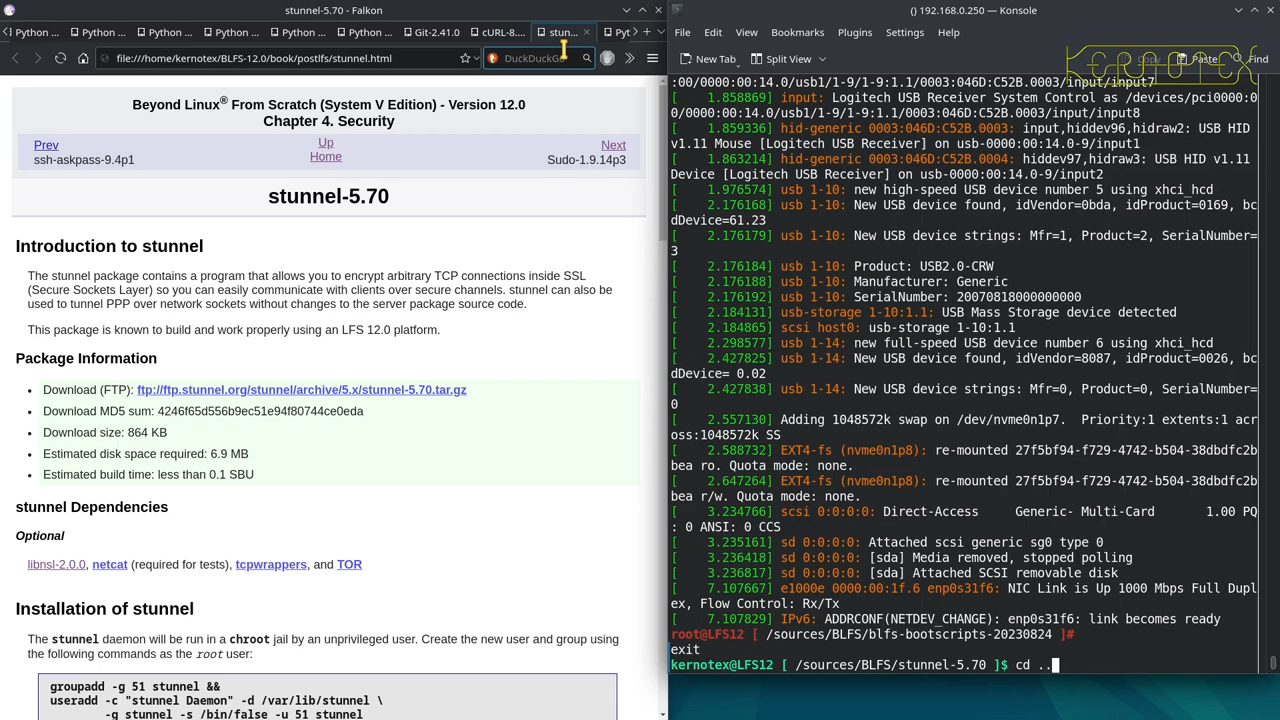 stunnel-5.70 - Falkon
Python ... Python ... Python ... Python ... Python ... Python ... Git-2.41.0 cURL-8.... stun... Pyt
file:///home/kernotex/BLFS-12.0/book/postlfs/stunnel.html
DuckDuckGo
Beyond Linux® From Scratch (System V Edition) - Version 12.0
Chapter 4. Security
Prev Up Next
ssh-askpass-9.4p1 Home Sudo-1.9.14p3
stunnel-5.70
Introduction to stunnel
The stunnel package contains a program that allows you to encrypt arbitrary TCP connections inside SSL
(Secure Sockets Layer) so you can easily communicate with clients over secure channels. stunnel can also be
used to tunnel PPP over network sockets without changes to the server package source code.
This package is known to build and work properly using an LFS 12.0 platform.
Package Information
• Download (FTP): ftp://ftp.stunnel.org/stunnel/archive/5.x/stunnel-5.70.tar.gz
• Download MD5 sum: 4246f65d556b9ec51e94f80744ce0eda
• Download size: 864 KB
• Estimated disk space required: 6.9 MB
• Estimated build time: less than 0.1 SBU
stunnel Dependencies
Optional
libnsl-2.0.0, netcat (required for tests), tcpwrappers, and TOR
Installation of stunnel
The stunnel daemon will be run in a chroot jail by an unprivileged user. Create the new user and group using
the following commands as the root user:
groupadd -g 51 stunnel &&
useradd -c "stunnel Daemon" -d /var/lib/stunnel \
-g stunnel -s /bin/false -u 51 stunnel
() 192.168.0.250 — Konsole
File Edit View Bookmarks Plugins Settings Help
New Tab Split View Copy Paste Find
:00/0000:00:14.0/usb1/1-9/1-9:1.1/0003:046D:C52B.0003/input/input7
[    1.858869] input: Logitech USB Receiver System Control as /devices/pci0000:0
0/0000:00:14.0/usb1/1-9/1-9:1.1/0003:046D:C52B.0003/input/input8
[    1.859336] hid-generic 0003:046D:C52B.0003: input,hiddev96,hidraw2: USB HID
v1.11 Mouse [Logitech USB Receiver] on usb-0000:00:14.0-9/input1
[    1.863214] hid-generic 0003:046D:C52B.0004: hiddev97,hidraw3: USB HID v1.11
Device [Logitech USB Receiver] on usb-0000:00:14.0-9/input2
[    1.976574] usb 1-10: new high-speed USB device number 5 using xhci_hcd
[    2.176168] usb 1-10: New USB device found, idVendor=0bda, idProduct=0169, bc
dDevice=61.23
[    2.176179] usb 1-10: New USB device strings: Mfr=1, Product=2, SerialNumber=
3
[    2.176184] usb 1-10: Product: USB2.0-CRW
[    2.176188] usb 1-10: Manufacturer: Generic
[    2.176192] usb 1-10: SerialNumber: 20070818000000000
[    2.184131] usb-storage 1-10:1.1: USB Mass Storage device detected
[    2.184865] scsi host0: usb-storage 1-10:1.1
[    2.298577] usb 1-14: new full-speed USB device number 6 using xhci_hcd
[    2.427825] usb 1-14: New USB device found, idVendor=8087, idProduct=0026, bc
dDevice= 0.02
[    2.427838] usb 1-14: New USB device strings: Mfr=0, Product=0, SerialNumber=
0
[    2.557130] Adding 1048572k swap on /dev/nvme0n1p7.  Priority:1 extents:1 acr
oss:1048572k SS
[    2.588732] EXT4-fs (nvme0n1p8): re-mounted 27f5bf94-f729-4742-b504-38dbdfc2b
bea ro. Quota mode: none.
[    2.647264] EXT4-fs (nvme0n1p8): re-mounted 27f5bf94-f729-4742-b504-38dbdfc2b
bea r/w. Quota mode: none.
[    3.234766] scsi 0:0:0:0: Direct-Access     Generic- Multi-Card       1.00 PQ
: 0 ANSI: 0 CCS
[    3.235161] sd 0:0:0:0: Attached scsi generic sg0 type 0
[    3.236418] sd 0:0:0:0: [sda] Media removed, stopped polling
[    3.236817] sd 0:0:0:0: [sda] Attached SCSI removable disk
[    7.107667] e1000e 0000:00:1f.6 enp0s31f6: NIC Link is Up 1000 Mbps Full Dupl
ex, Flow Control: Rx/Tx
[    7.107829] IPv6: ADDRCONF(NETDEV_CHANGE): enp0s31f6: link becomes ready
root@LFS12 [ /sources/BLFS/blfs-bootscripts-20230824 ]#
exit
kernotex@LFS12 [ /sources/BLFS/stunnel-5.70 ]$ cd ..